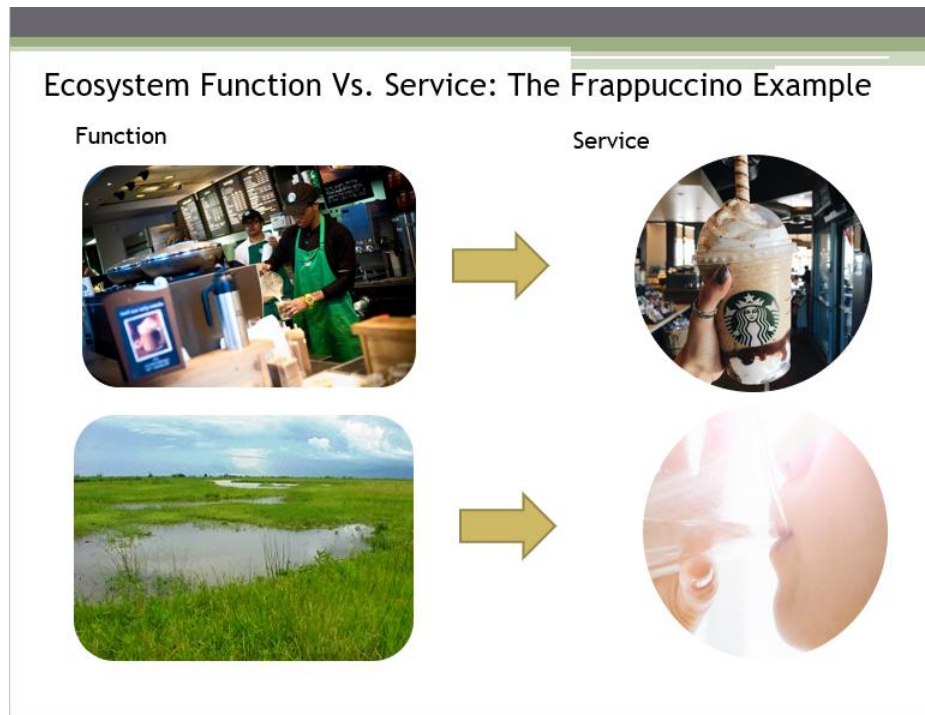 Ecosystem Function Vs. Service: The Frappuccino Example
Function
Service